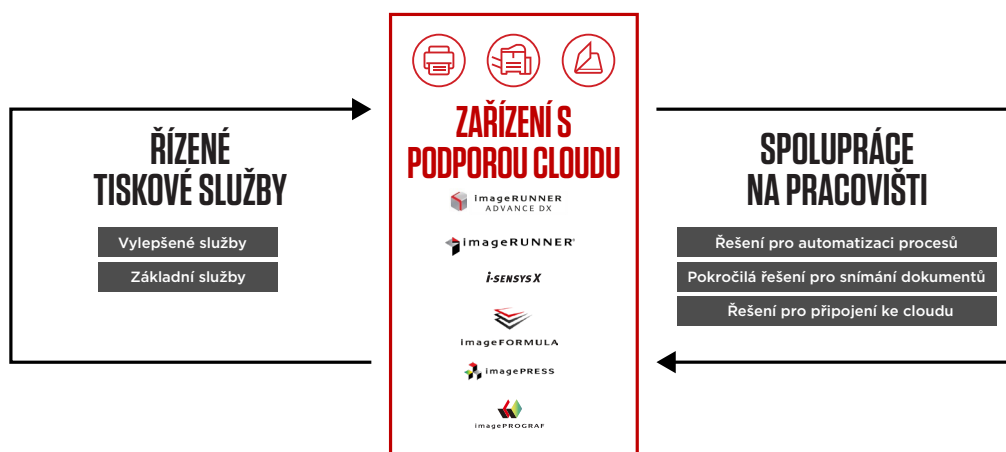 ŘÍZENÉ
TISKOVÉ SLUŽBY
Vylepšené služby
Základní služby
ZAŘÍZENÍ S
PODPOROU CLOUDU
imageRUNNER
ADVANCE DX
imageRUNNER®
i-SENSYS X
imageFORMULA
imagePRESS
imagePROGRAF
SPOLUPRÁCE
NA PRACOVIŠTI
Řešení pro automatizaci procesů
Pokročilá řešení pro snímání dokumentů
Řešení pro připojení ke cloudu